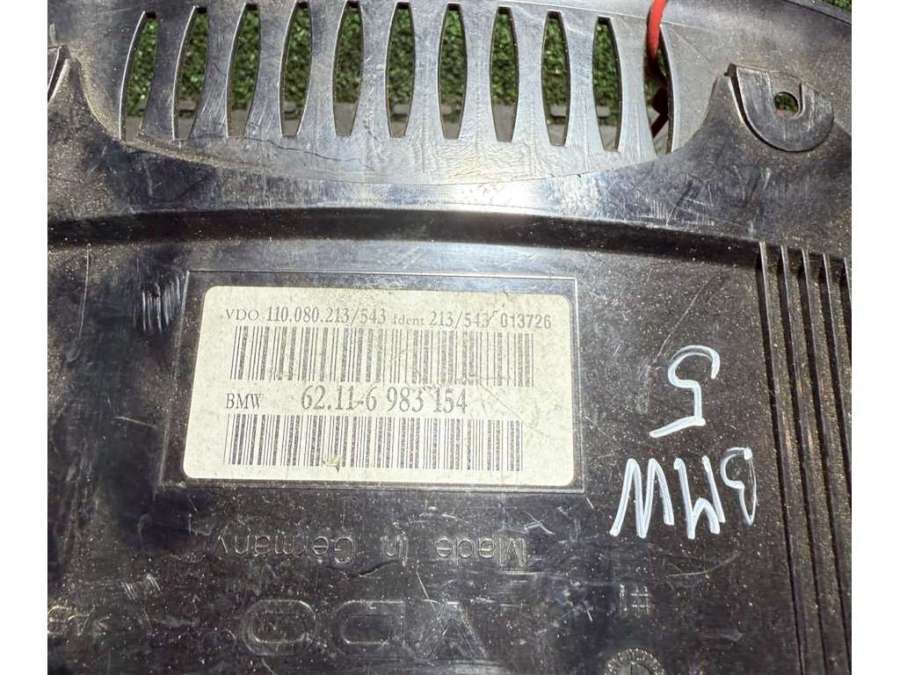 VDO 110.080.213/543 Ident 213/543 013726
BMW 62.11-6 983 154
BMW 5
Made In Germany
VDO